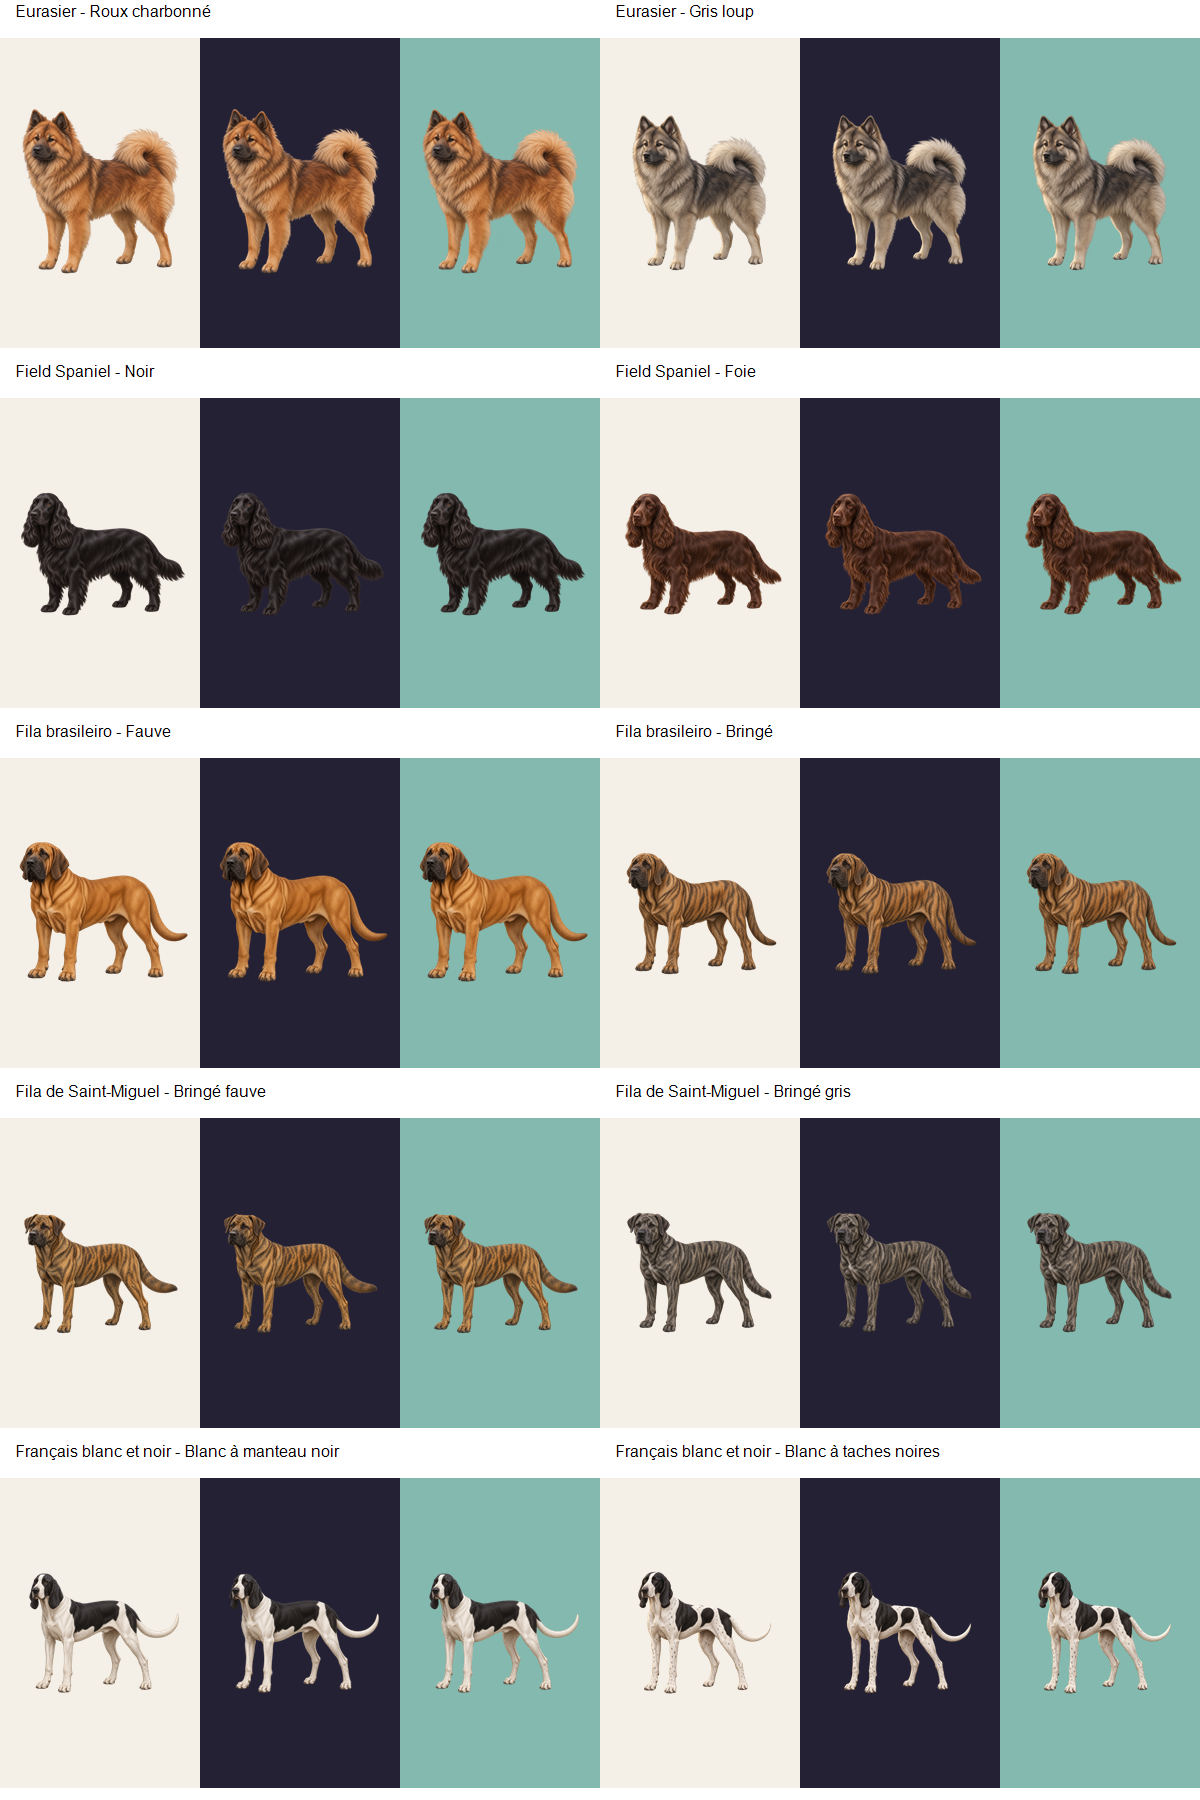 Eurasier - Roux charbonné
Eurasier - Gris loup
Field Spaniel - Noir
Field Spaniel - Foie
Fila brasileiro - Fauve
Fila brasileiro - Bringé
Fila de Saint-Miguel - Bringé fauve
Fila de Saint-Miguel - Bringé gris
Français blanc et noir - Blanc à manteau noir
Français blanc et noir - Blanc à taches noires